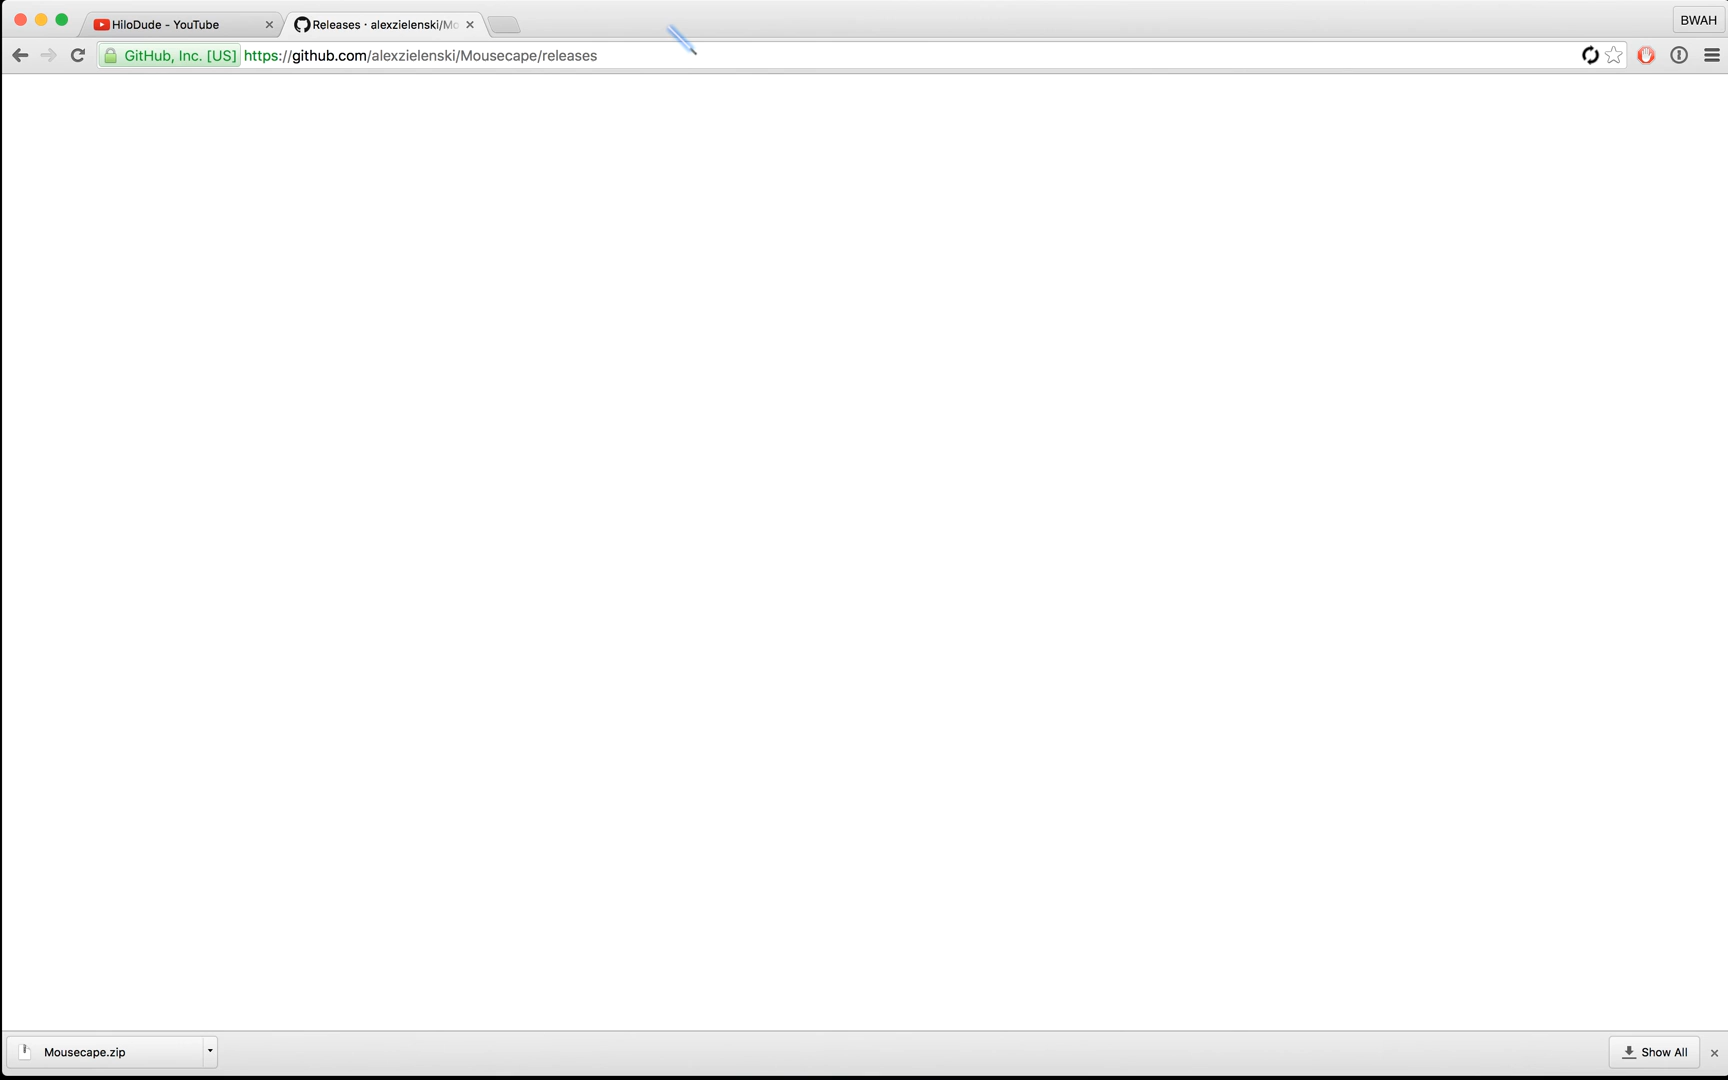 HiloDude - YouTube
Releases · alexzielenski/Mo
BWAH
GitHub, Inc. [US] https://github.com/alexzielenski/Mousecape/releases
Mousecape.zip
Show All